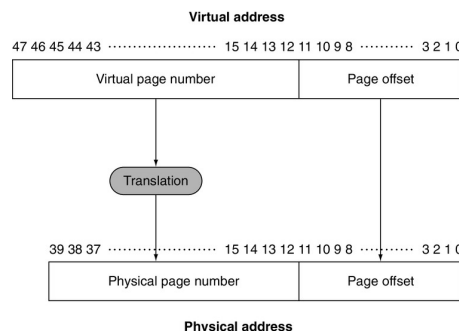 Virtual address
47 46 45 44 43 ························ 15 14 13 12 11 10 9 8 ·········· 3 2 1 0
Virtual page number Page offset
Translation
39 38 37 ························ 15 14 13 12 11 10 9 8 ·········· 3 2 1 0
Physical page number Page offset
Physical address